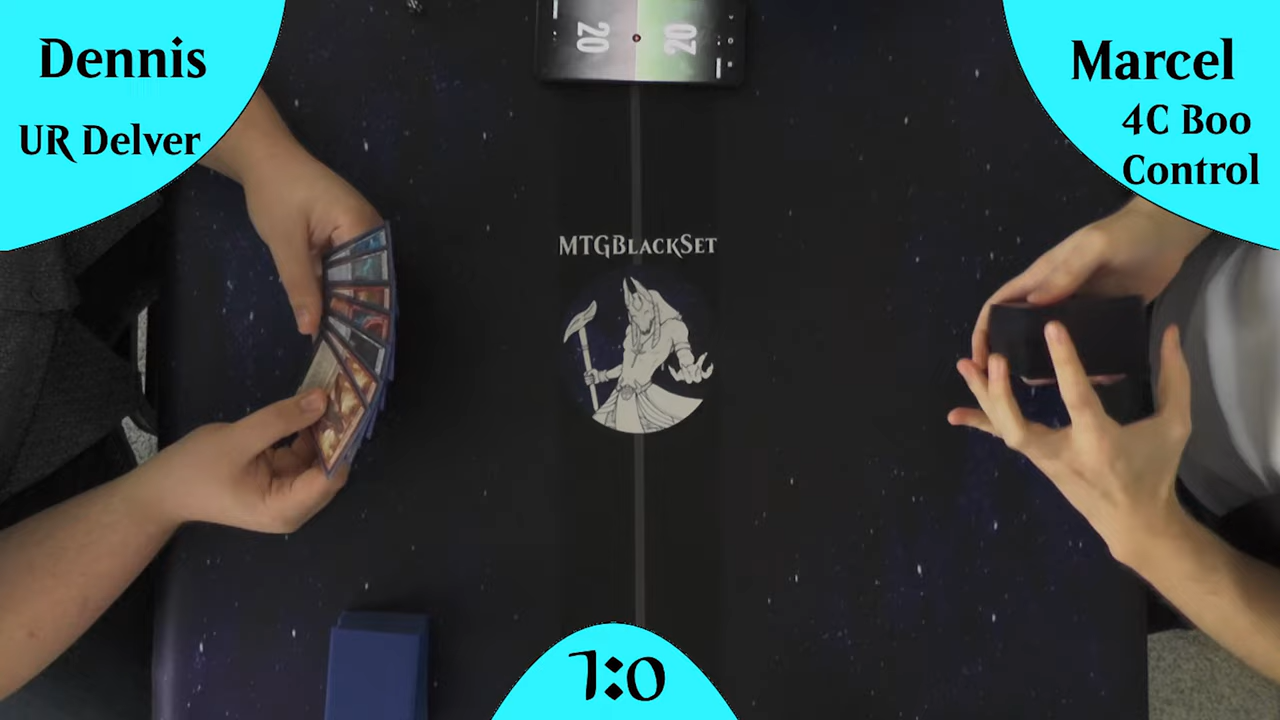 Dennis
UR Delver
20
20
Marcel
4C Boo
Control
MTGBlackSet
1:0